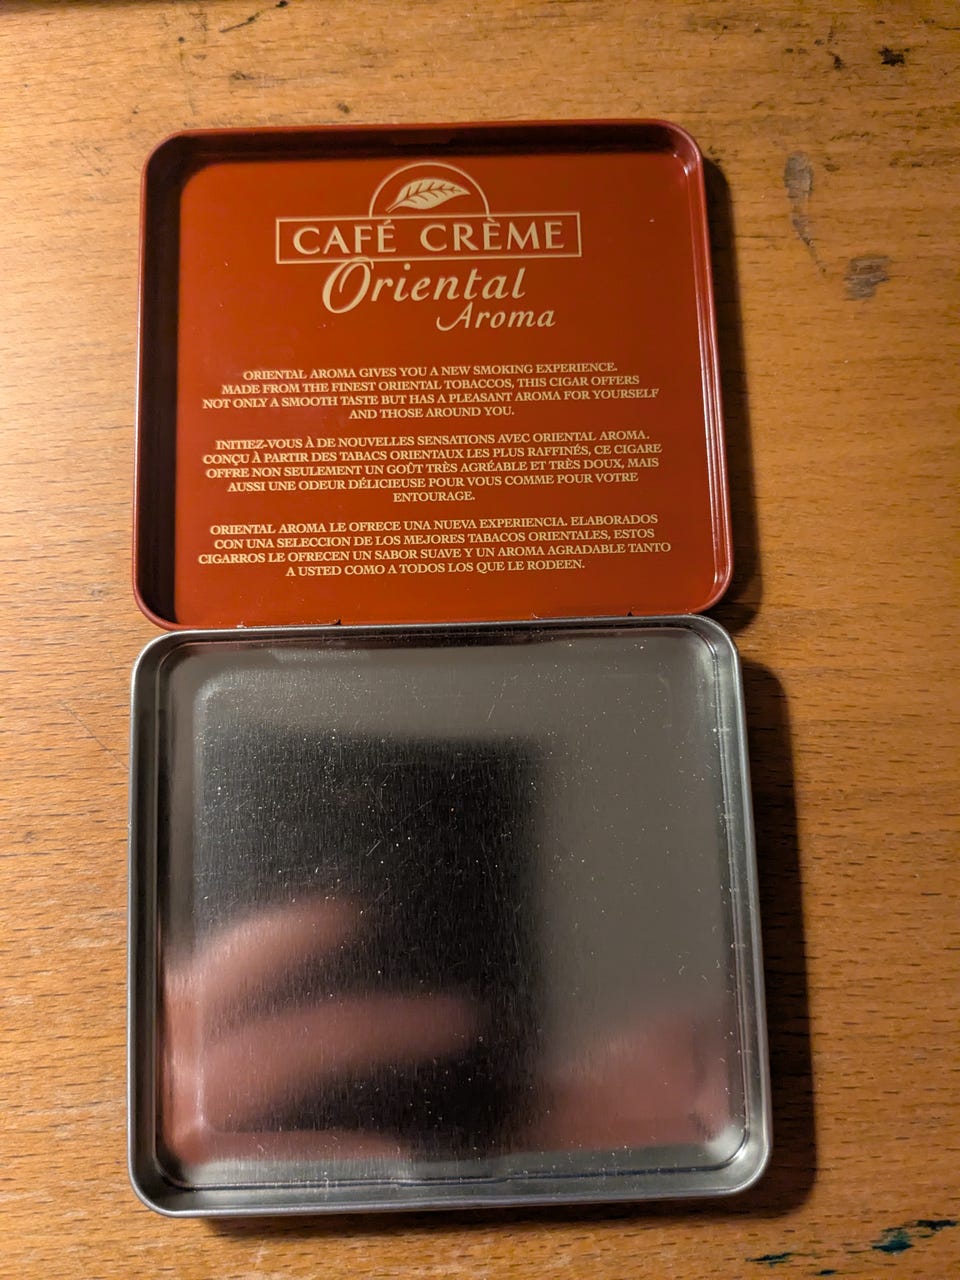 CAFÉ CRÈME
Oriental
Aroma
ORIENTAL AROMA GIVES YOU A NEW SMOKING EXPERIENCE.
MADE FROM THE FINEST ORIENTAL TOBACCOS, THIS CIGAR OFFERS
NOT ONLY A SMOOTH TASTE BUT HAS A PLEASANT AROMA FOR YOURSELF
AND THOSE AROUND YOU.
INITIEZ-VOUS À DE NOUVELLES SENSATIONS AVEC ORIENTAL AROMA.
CONÇU À PARTIR DES TABACS ORIENTAUX LES PLUS RAFFINÉS, CE CIGARE
OFFRE NON SEULEMENT UN GOÛT TRÈS AGRÉABLE ET TRÈS DOUX, MAIS
AUSSI UNE ODEUR DÉLICIEUSE POUR VOUS COMME POUR VOTRE
ENTOURAGE.
ORIENTAL AROMA LE OFRECE UNA NUEVA EXPERIENCIA. ELABORADOS
CON UNA SELECCION DE LOS MEJORES TABACOS ORIENTALES, ESTOS
CIGARROS LE OFRECEN UN SABOR SUAVE Y UN AROMA AGRADABLE TANTO
A USTED COMO A TODOS LOS QUE LE RODEEN.